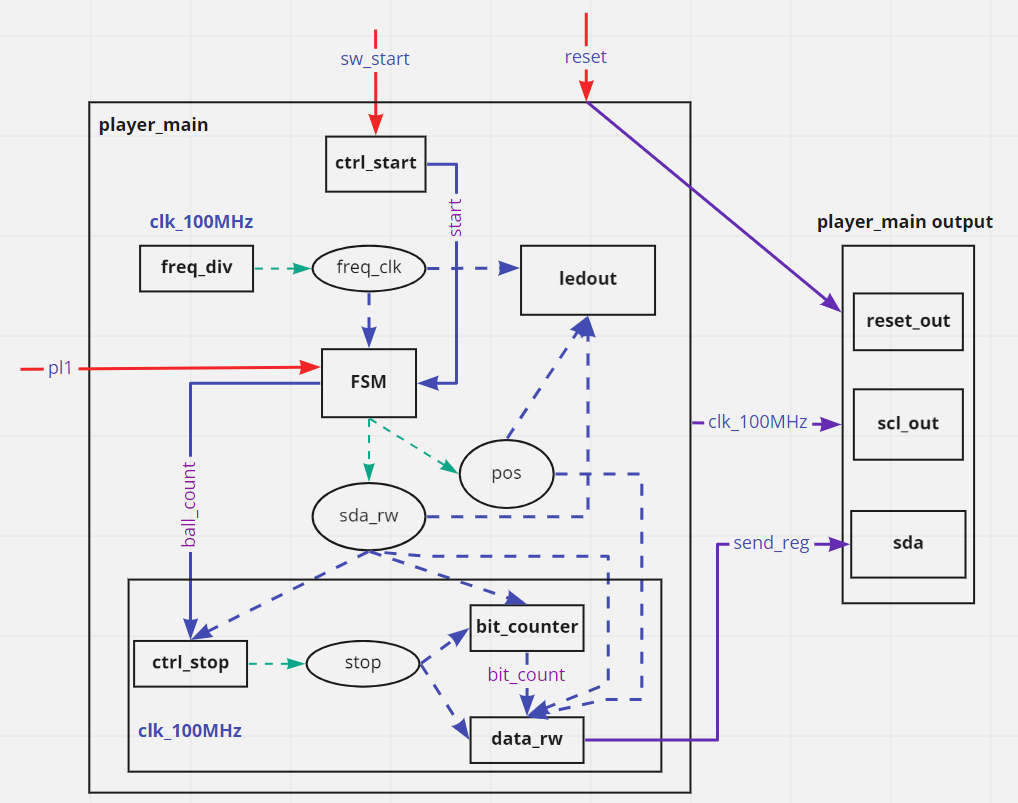 sw_start
reset
player_main
ctrl_start
clk_100MHz
start
player_main output
freq_div
freq_clk
ledout
reset_out
pl1
FSM
clk_100MHz
scl_out
pos
ball_count
sda_rw
send_reg
sda
bit_counter
ctrl_stop
stop
bit_count
clk_100MHz
data_rw